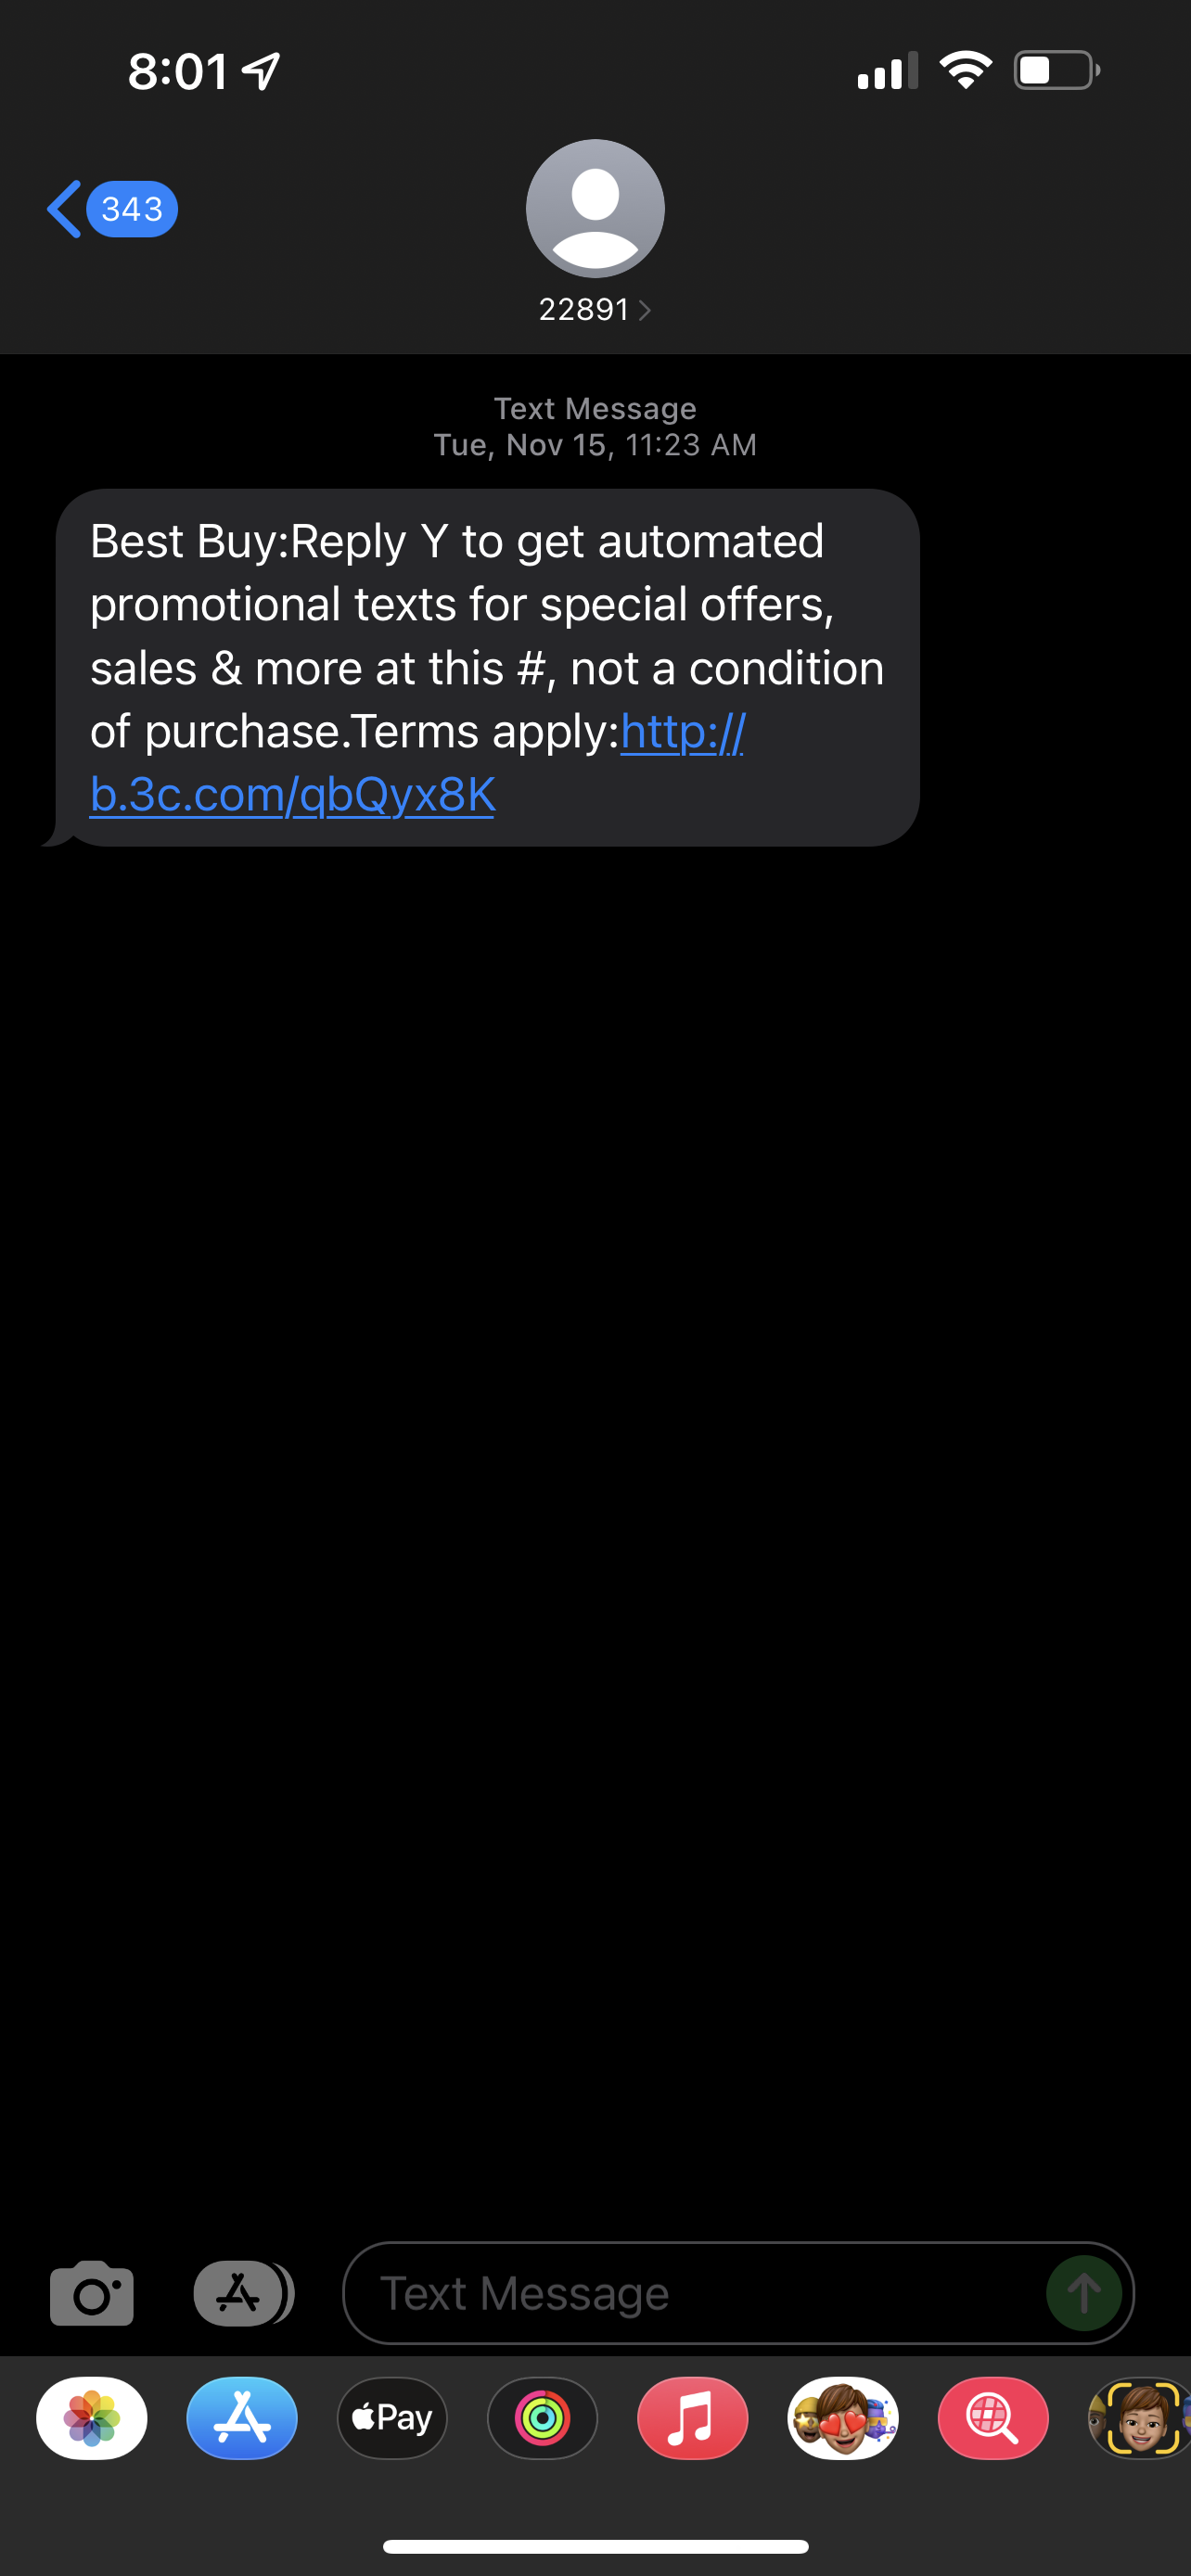 8:01
343
22891
Text Message
Tue, Nov 15, 11:23 AM
Best Buy:Reply Y to get automated
promotional texts for special offers,
sales & more at this #, not a condition
of purchase.Terms apply:http://
b.3c.com/qbQyx8K
Text Message
Pay